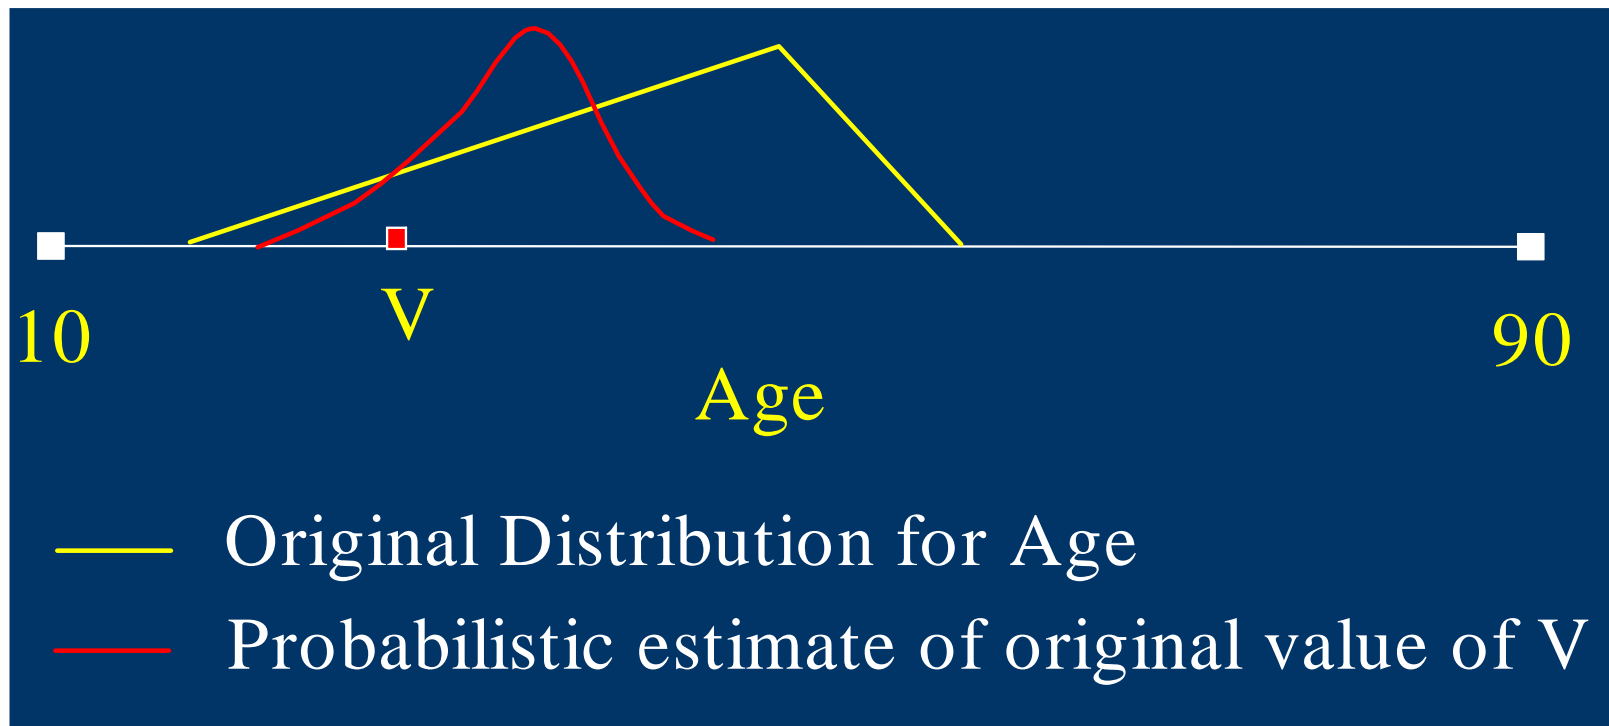 V
10
90
Age
Original Distribution for Age
Probabilistic estimate of original value of V